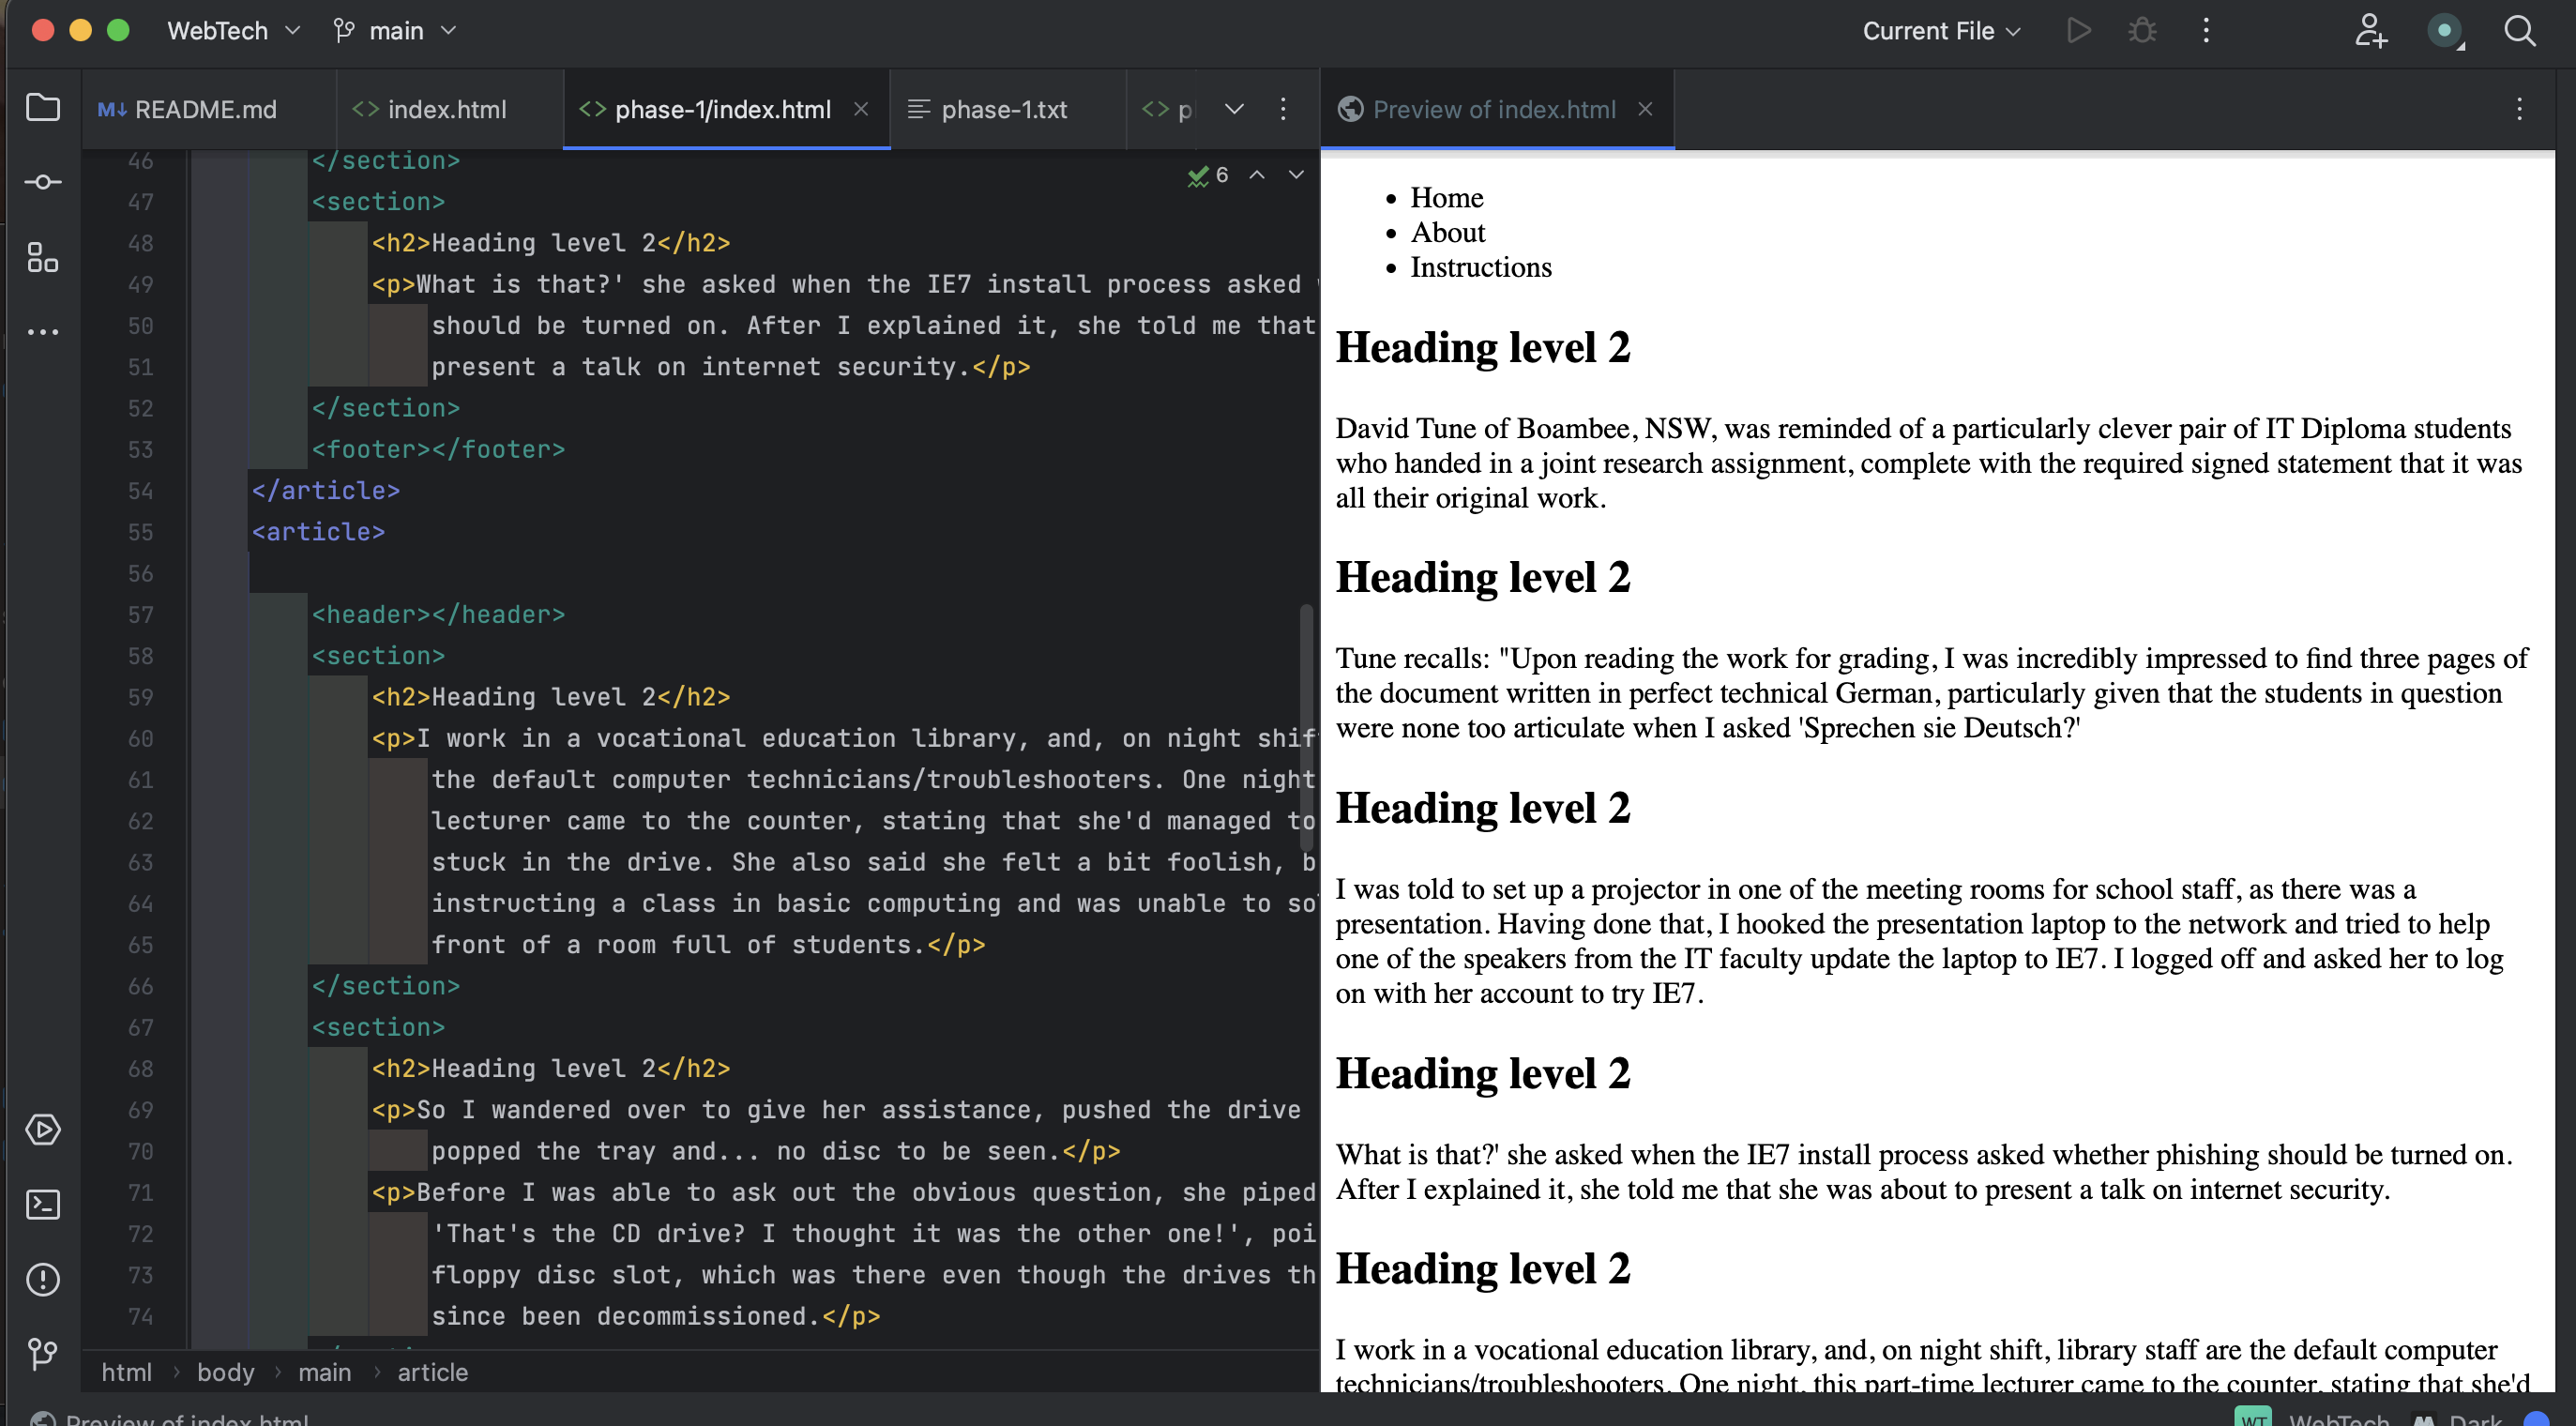 WebTech main Current File
README.md index.html phase-1/index.html phase-1.txt Preview of index.html
46 </section>
6
47 <section>
48 <h2>Heading level 2</h2>
49 <p>What is that?' she asked when the IE7 install process asked
50 should be turned on. After I explained it, she told me that
51 present a talk on internet security.</p>
52 </section>
53 <footer></footer>
54 </article>
55 <article>
56
57 <header></header>
58 <section>
59 <h2>Heading level 2</h2>
60 <p>I work in a vocational education library, and, on night shif
61 the default computer technicians/troubleshooters. One night
62 lecturer came to the counter, stating that she'd managed to
63 stuck in the drive. She also said she felt a bit foolish, b
64 instructing a class in basic computing and was unable to so
65 front of a room full of students.</p>
66 </section>
67 <section>
68 <h2>Heading level 2</h2>
69 <p>So I wandered over to give her assistance, pushed the drive
70 popped the tray and... no disc to be seen.</p>
71 <p>Before I was able to ask out the obvious question, she piped
72 'That's the CD drive? I thought it was the other one!', poi
73 floppy disc slot, which was there even though the drives th
74 since been decommissioned.</p>
html › body › main › article
• Home
• About
• Instructions
Heading level 2
David Tune of Boambee, NSW, was reminded of a particularly clever pair of IT Diploma students
who handed in a joint research assignment, complete with the required signed statement that it was
all their original work.
Heading level 2
Tune recalls: "Upon reading the work for grading, I was incredibly impressed to find three pages of
the document written in perfect technical German, particularly given that the students in question
were none too articulate when I asked 'Sprechen sie Deutsch?'
Heading level 2
I was told to set up a projector in one of the meeting rooms for school staff, as there was a
presentation. Having done that, I hooked the presentation laptop to the network and tried to help
one of the speakers from the IT faculty update the laptop to IE7. I logged off and asked her to log
on with her account to try IE7.
Heading level 2
What is that?' she asked when the IE7 install process asked whether phishing should be turned on.
After I explained it, she told me that she was about to present a talk on internet security.
Heading level 2
I work in a vocational education library, and, on night shift, library staff are the default computer
technicians/troubleshooters. One night, this part-time lecturer came to the counter, stating that she'd
Preview of index.html WT WebTech Dark